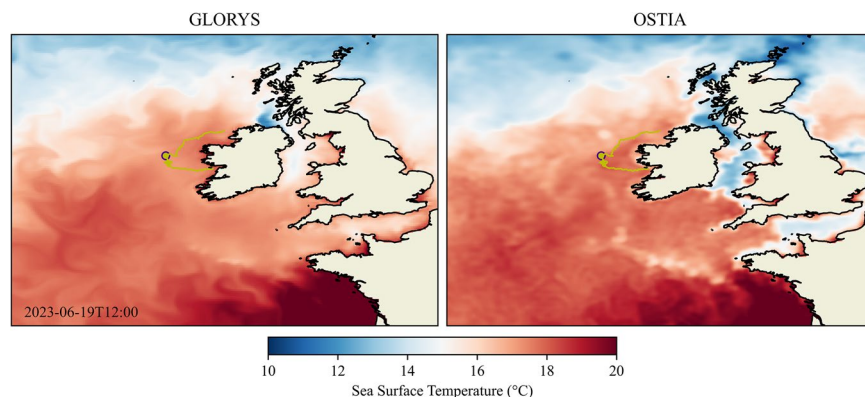 GLORYS
OSTIA
2023-06-19T12:00
10 12 14 16 18 20
Sea Surface Temperature (°C)